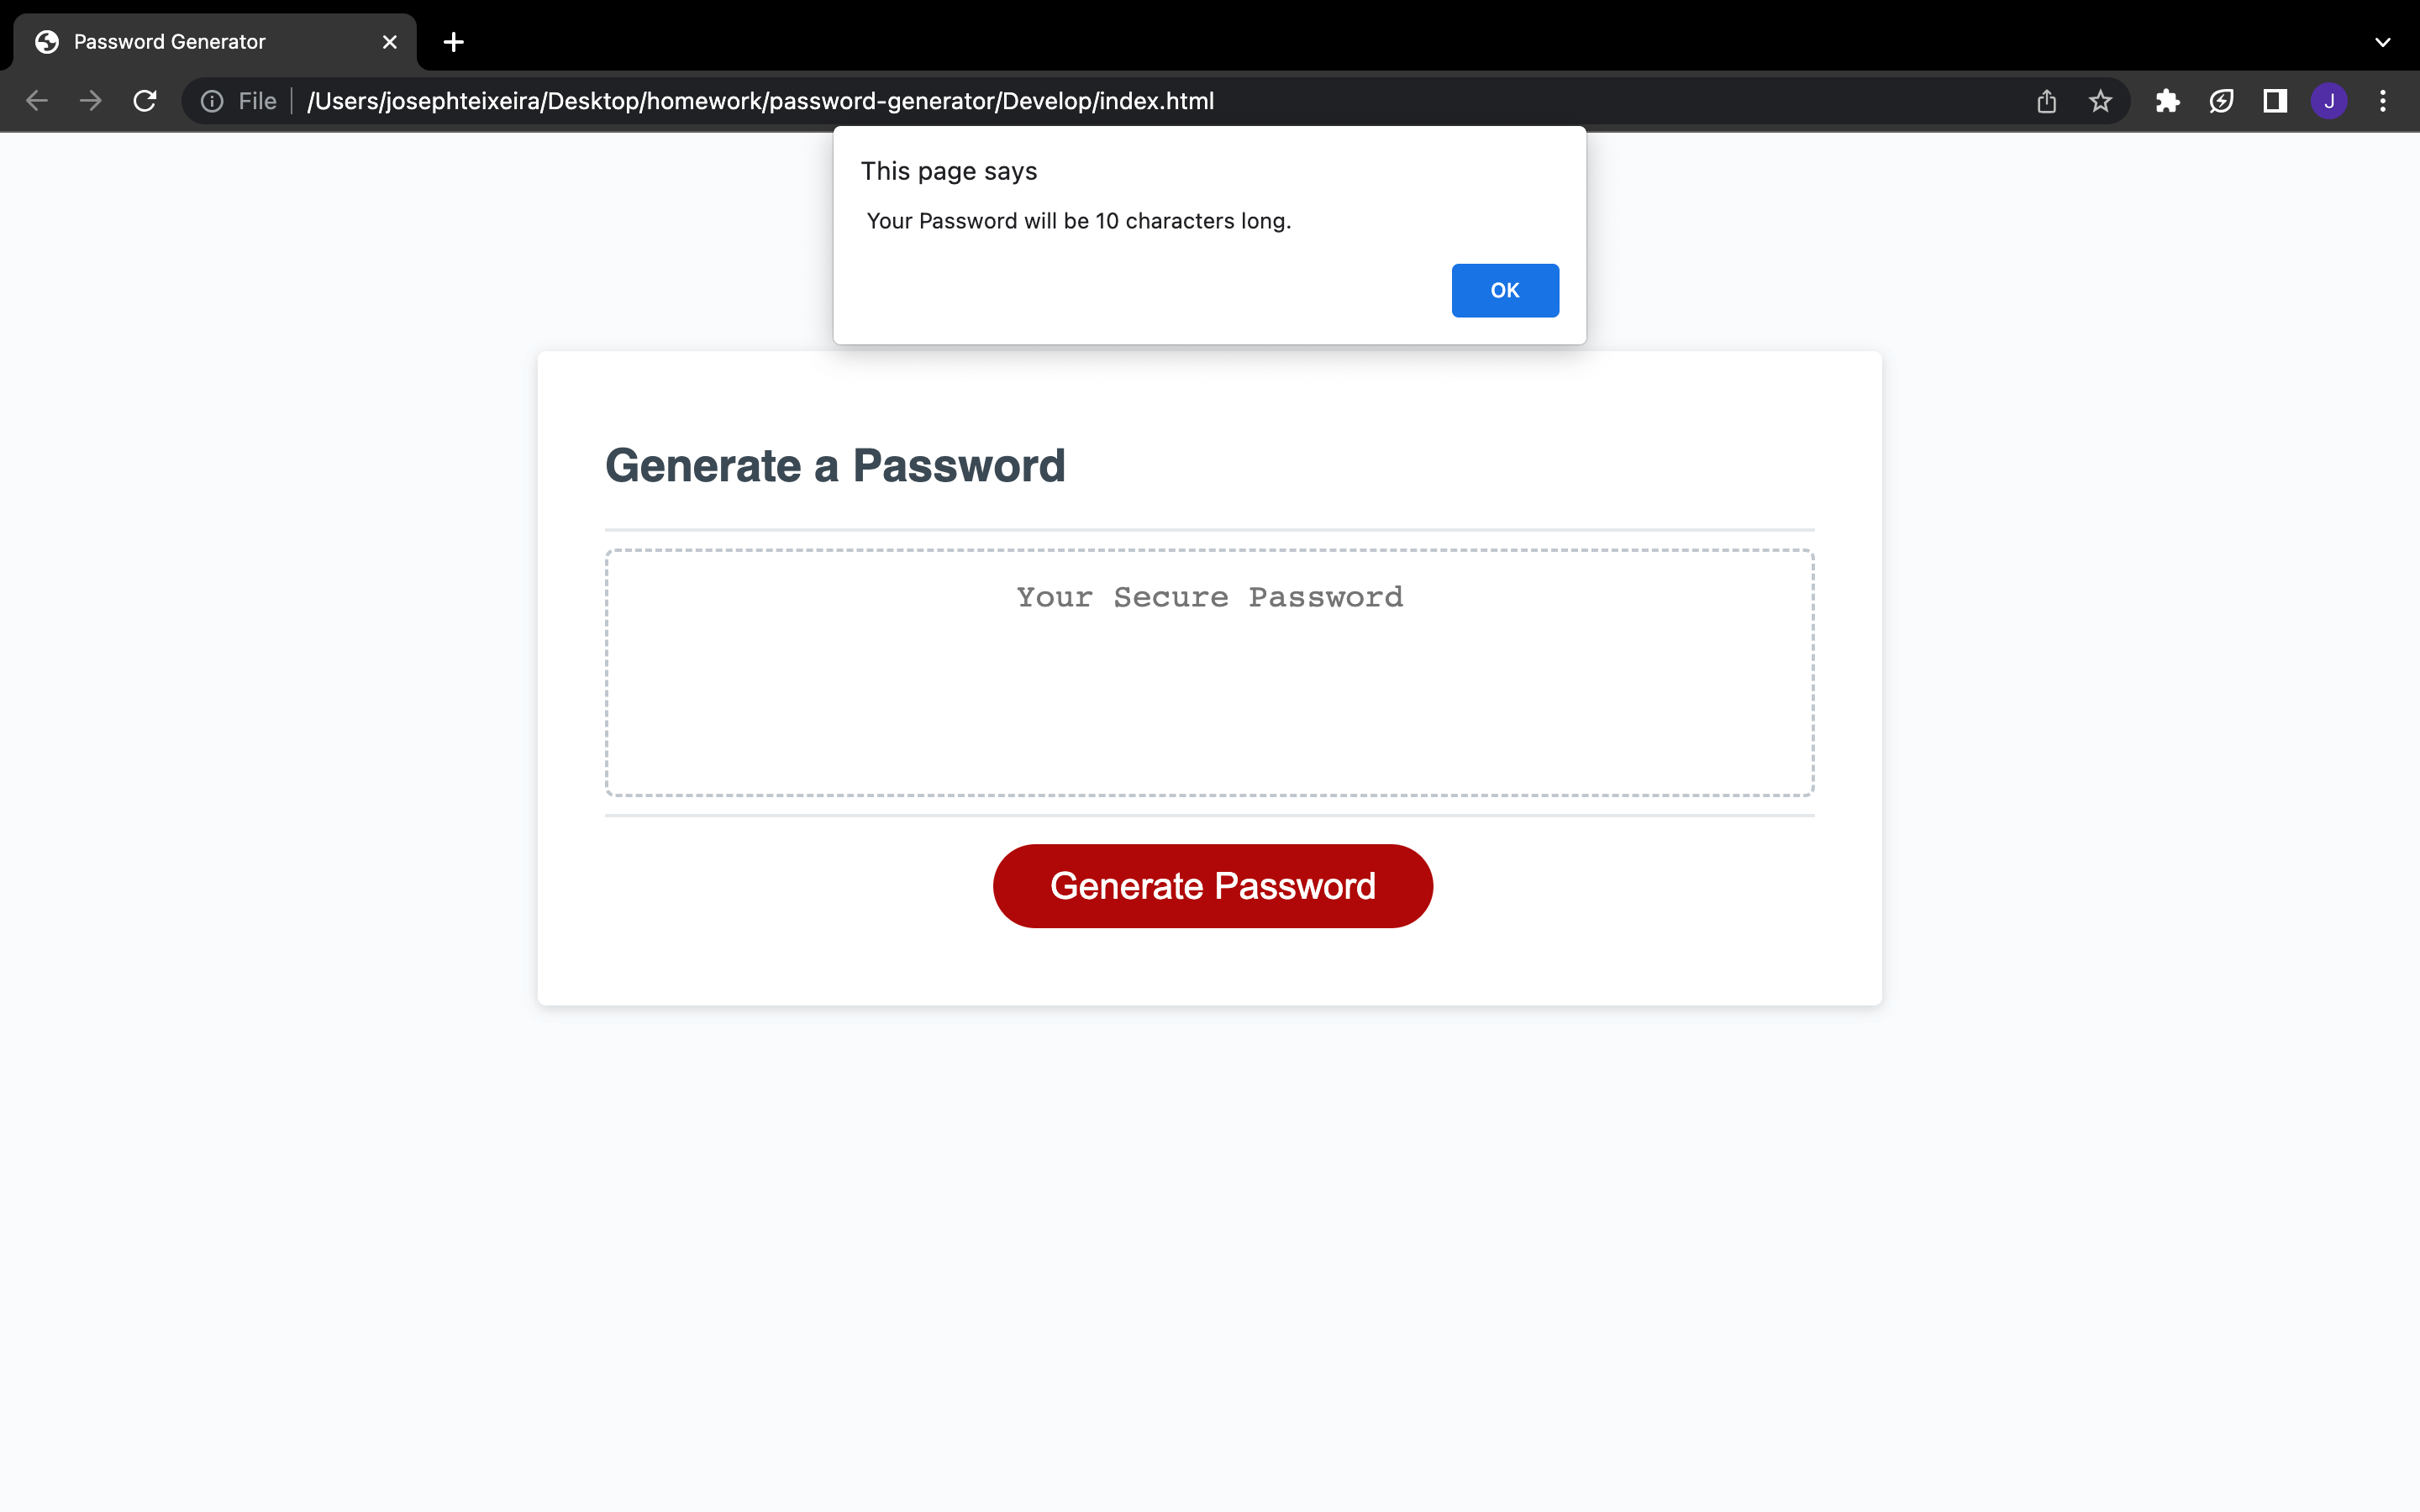 Password Generator
File
/Users/josephteixeira/Desktop/homework/password-generator/Develop/index.html
J
This page says
Your Password will be 10 characters long.
OK
Generate a Password
Your Secure Password
Generate Password